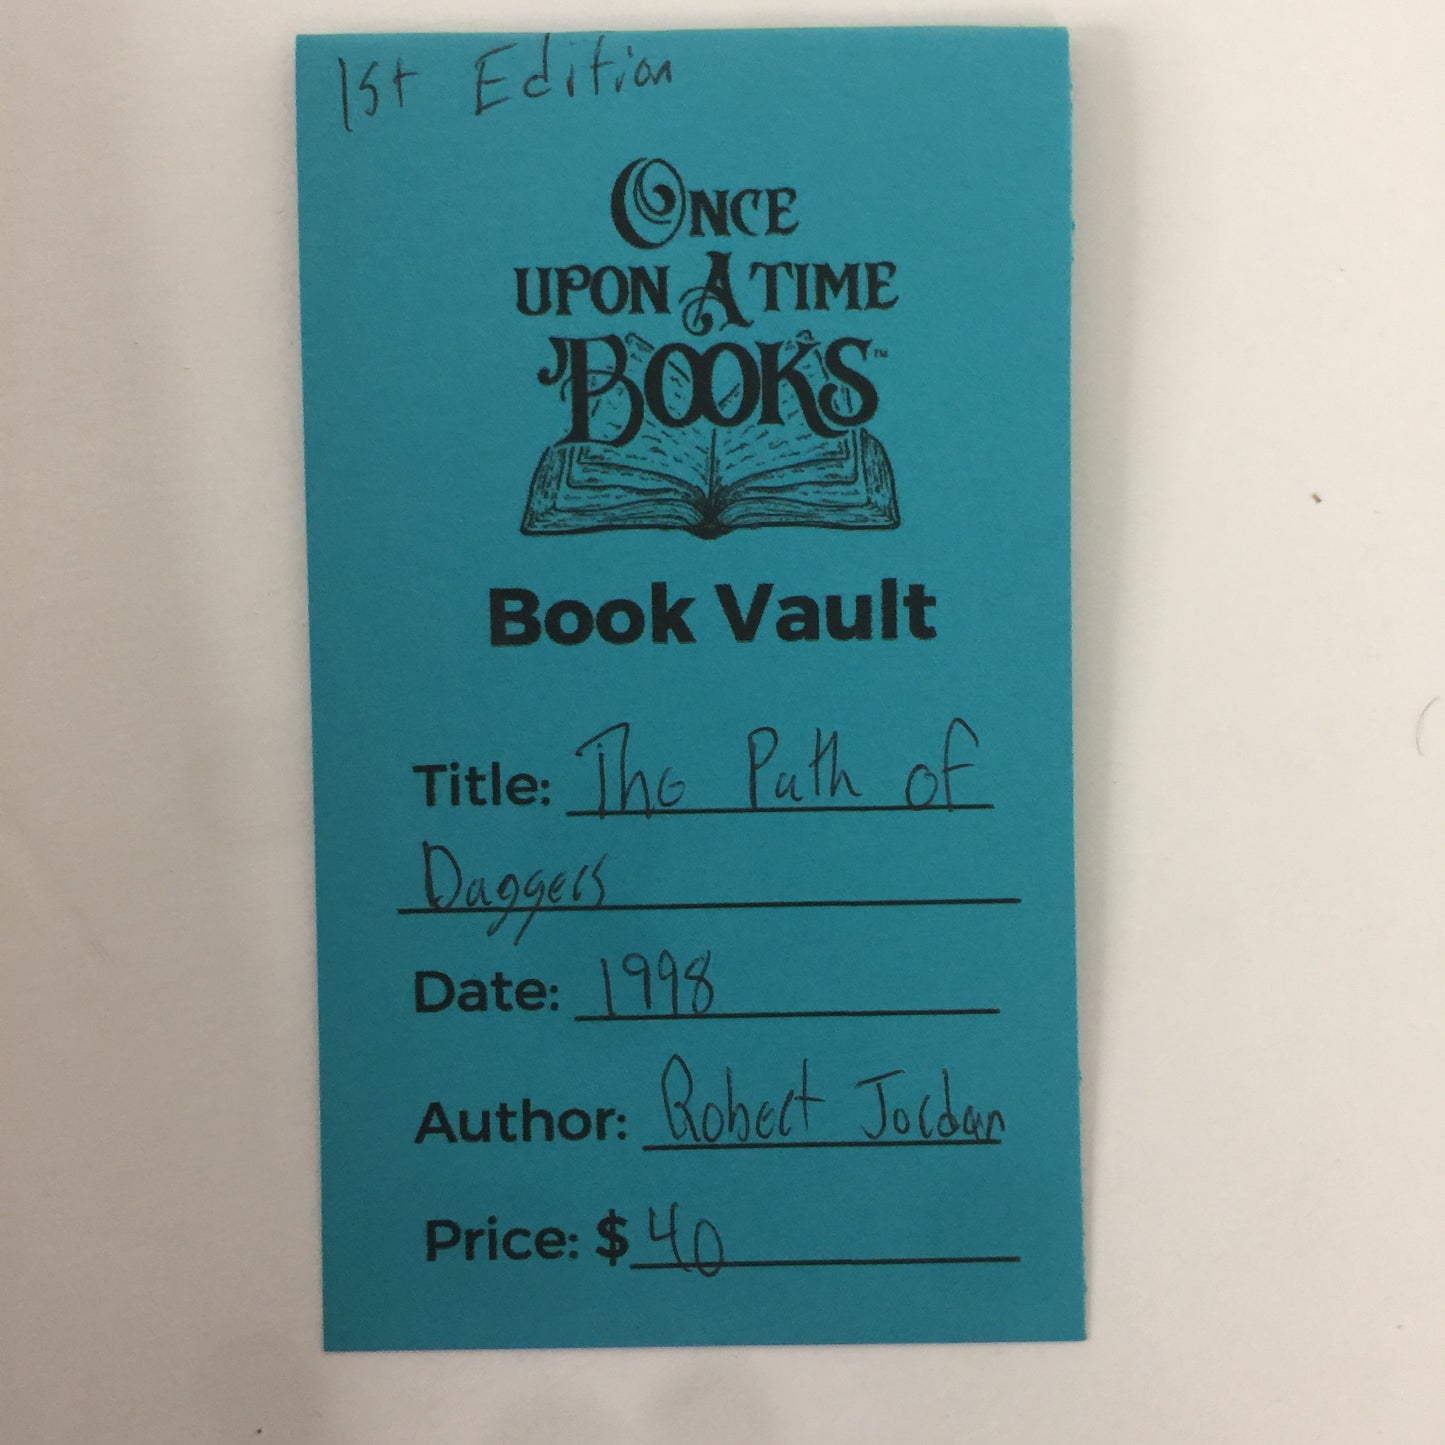 1st Edition
ONCE
UPON A TIME
BOOKS™
Book Vault
Title: The Path of
Daggers
Date: 1998
Author: Robert Jordan
Price: $40